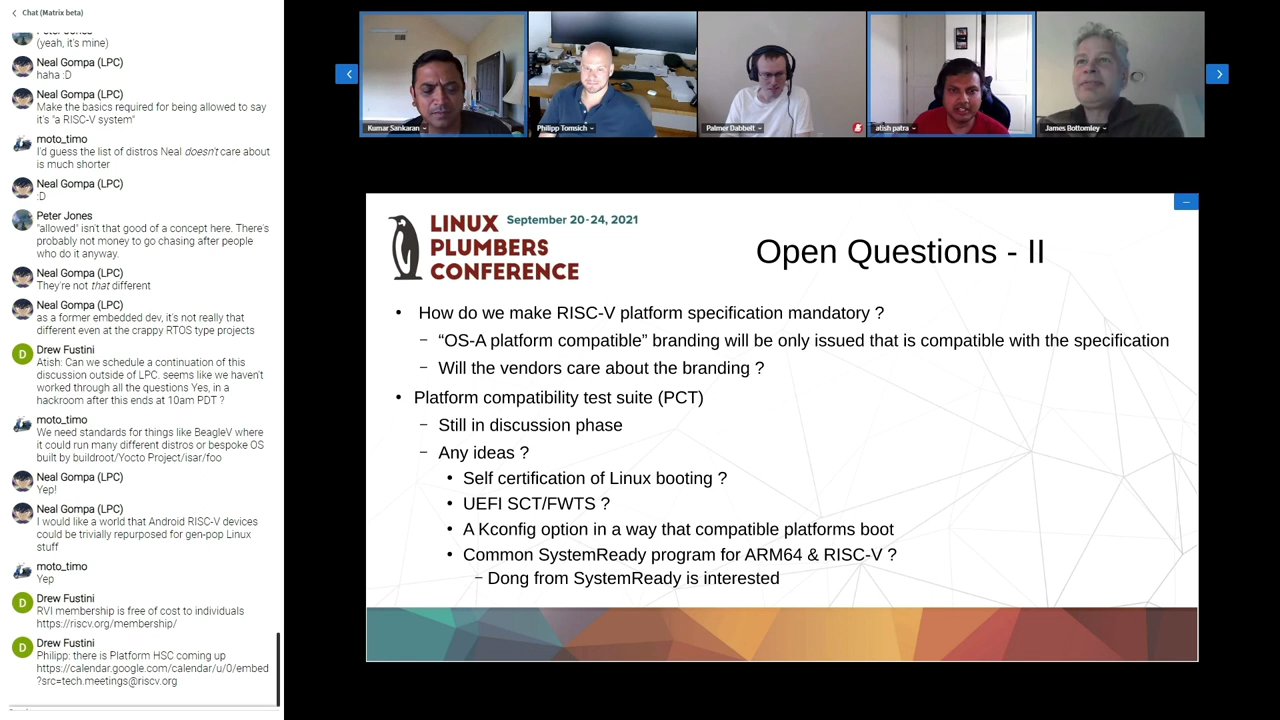 Chat (Matrix beta)
Peter Jones
(yeah, it's mine)
Neal Gompa (LPC)
haha :D
Neal Gompa (LPC)
Make the basics required for being allowed to say
it's "a RISC-V system"
moto_timo
I'd guess the list of distros Neal doesn't care about
is much shorter
Neal Gompa (LPC)
:D
Peter Jones
"allowed" isn't that good of a concept here. There's
probably not money to go chasing after people
who do it anyway.
Neal Gompa (LPC)
They're not that different
Neal Gompa (LPC)
as a former embedded dev, it's not really that
different even at the crappy RTOS type projects
D
Drew Fustini
Atish: Can we schedule a continuation of this
discussion outside of LPC. seems like we haven't
worked through all the questions Yes, in a
hackroom after this ends at 10am PDT ?
moto_timo
We need standards for things like BeagleV where
it could run many different distros or bespoke OS
built by buildroot/Yocto Project/isar/foo
Neal Gompa (LPC)
Yep!
Neal Gompa (LPC)
I would like a world that Android RISC-V devices
could be trivially repurposed for gen-pop Linux
stuff
moto_timo
Yep
D
Drew Fustini
RVI membership is free of cost to individuals
https://riscv.org/membership/
D
Drew Fustini
Philipp: there is Platform HSC coming up
https://calendar.google.com/calendar/u/0/embed
?src=tech.meetings@riscv.org
Kumar Sankaran
Philipp Tomsich
Palmer Dabbelt
atish patra
James Bottomley
LINUX
PLUMBERS
CONFERENCE
September 20-24, 2021
Open Questions - II
• How do we make RISC-V platform specification mandatory ?
– “OS-A platform compatible” branding will be only issued that is compatible with the specification
– Will the vendors care about the branding ?
• Platform compatibility test suite (PCT)
– Still in discussion phase
– Any ideas ?
• Self certification of Linux booting ?
• UEFI SCT/FWTS ?
• A Kconfig option in a way that compatible platforms boot
• Common SystemReady program for ARM64 & RISC-V ?
– Dong from SystemReady is interested